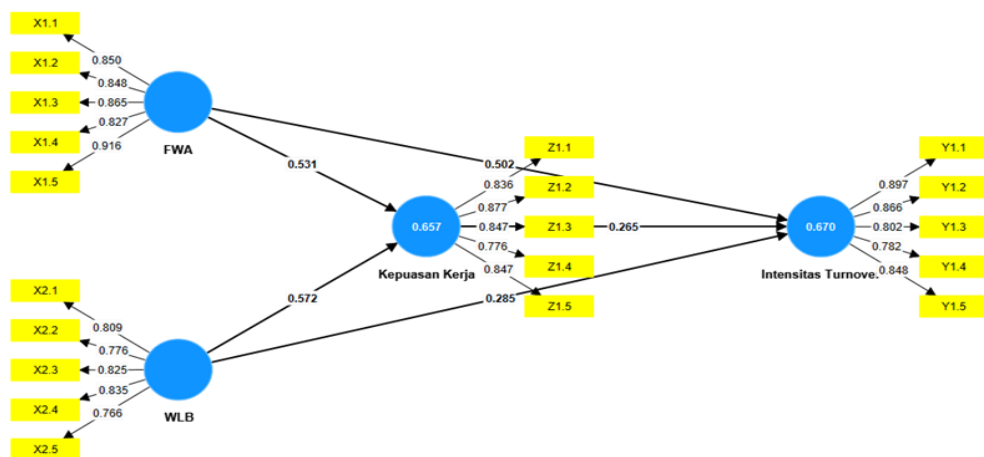 X1.1
X1.2
X1.3
X1.4
X1.5
0.850
0.848
0.865
0.827
0.916
FWA
0.531
0.502
Z1.1
Z1.2
Z1.3
Z1.4
Z1.5
0.836
0.877
0.847
0.776
0.847
0.657
Kepuasan Kerja
0.265
0.572
0.285
Y1.1
Y1.2
Y1.3
Y1.4
Y1.5
0.897
0.866
0.802
0.782
0.848
0.670
Intensitas Turnover
X2.1
X2.2
X2.3
X2.4
X2.5
0.809
0.776
0.825
0.835
0.766
WLB